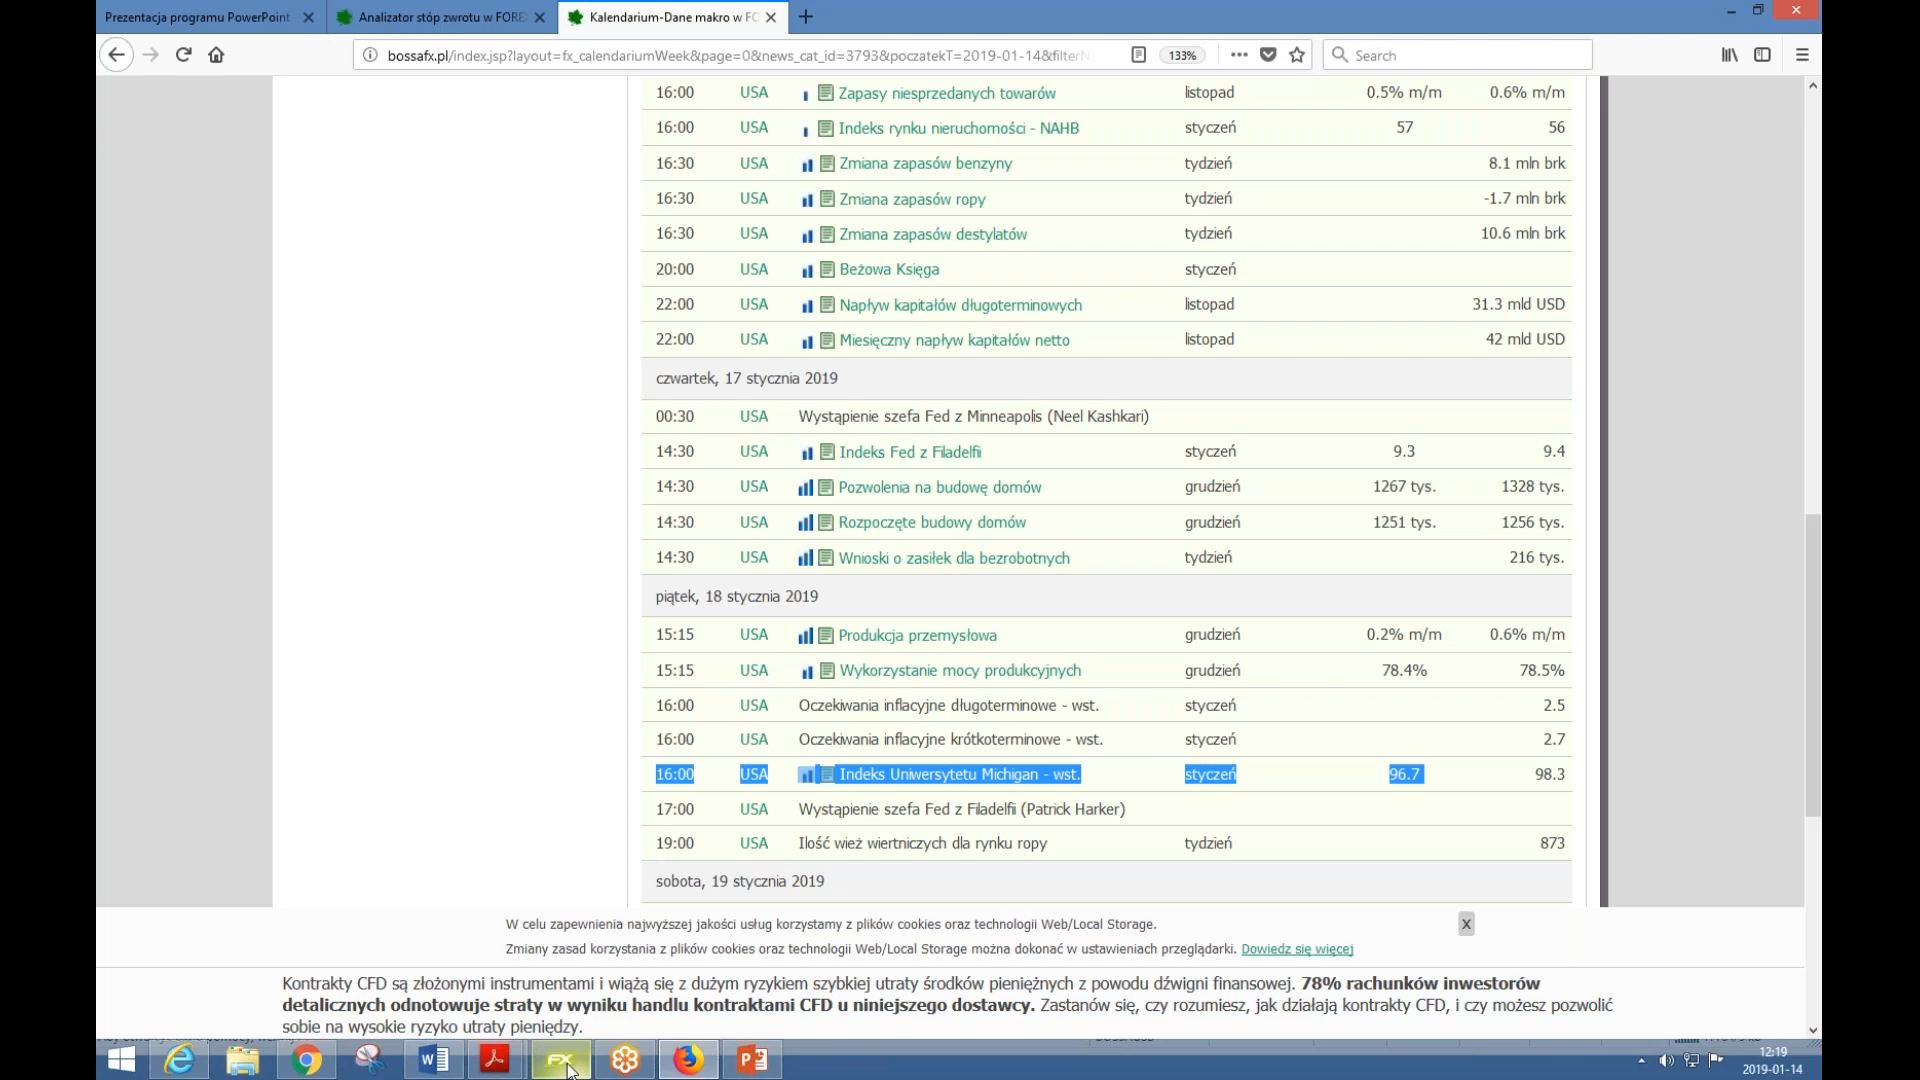 Prezentacja programu PowerPoint
Analizator stóp zwrotu w FORE
Kalendarium-Dane makro w FO
bossafx.pl/index.jsp?layout=fx_calendariumWeek&page=0&news_cat_id=3793&poczatekT=2019-01-14&filterN
133%
Search
16:00 USA Zapasy niesprzedanych towarów listopad 0.5% m/m 0.6% m/m
16:00 USA Indeks rynku nieruchomości - NAHB styczeń 57 56
16:30 USA Zmiana zapasów benzyny tydzień 8.1 mln brk
16:30 USA Zmiana zapasów ropy tydzień -1.7 mln brk
16:30 USA Zmiana zapasów destylatów tydzień 10.6 mln brk
20:00 USA Beżowa Księga styczeń
22:00 USA Napływ kapitałów długoterminowych listopad 31.3 mld USD
22:00 USA Miesięczny napływ kapitałów netto listopad 42 mld USD
czwartek, 17 stycznia 2019
00:30 USA Wystąpienie szefa Fed z Minneapolis (Neel Kashkari)
14:30 USA Indeks Fed z Filadelfii styczeń 9.3 9.4
14:30 USA Pozwolenia na budowę domów grudzień 1267 tys. 1328 tys.
14:30 USA Rozpoczęte budowy domów grudzień 1251 tys. 1256 tys.
14:30 USA Wnioski o zasiłek dla bezrobotnych tydzień 216 tys.
piątek, 18 stycznia 2019
15:15 USA Produkcja przemysłowa grudzień 0.2% m/m 0.6% m/m
15:15 USA Wykorzystanie mocy produkcyjnych grudzień 78.4% 78.5%
16:00 USA Oczekiwania inflacyjne długoterminowe - wst. styczeń 2.5
16:00 USA Oczekiwania inflacyjne krótkoterminowe - wst. styczeń 2.7
16:00 USA Indeks Uniwersytetu Michigan - wst. styczeń 96.7 98.3
17:00 USA Wystąpienie szefa Fed z Filadelfii (Patrick Harker)
19:00 USA Ilość wież wiertniczych dla rynku ropy tydzień 873
sobota, 19 stycznia 2019
W celu zapewnienia najwyższej jakości usług korzystamy z plików cookies oraz technologii Web/Local Storage.
X
Zmiany zasad korzystania z plików cookies oraz technologii Web/Local Storage można dokonać w ustawieniach przeglądarki. Dowiedz się więcej
Kontrakty CFD są złożonymi instrumentami i wiążą się z dużym ryzykiem szybkiej utraty środków pieniężnych z powodu dźwigni finansowej. 78% rachunków inwestorów
detalicznych odnotowuje straty w wyniku handlu kontraktami CFD u niniejszego dostawcy. Zastanów się, czy rozumiesz, jak działają kontrakty CFD, i czy możesz pozwolić
sobie na wysokie ryzyko utraty pieniędzy.
FX
12:19
2019-01-14